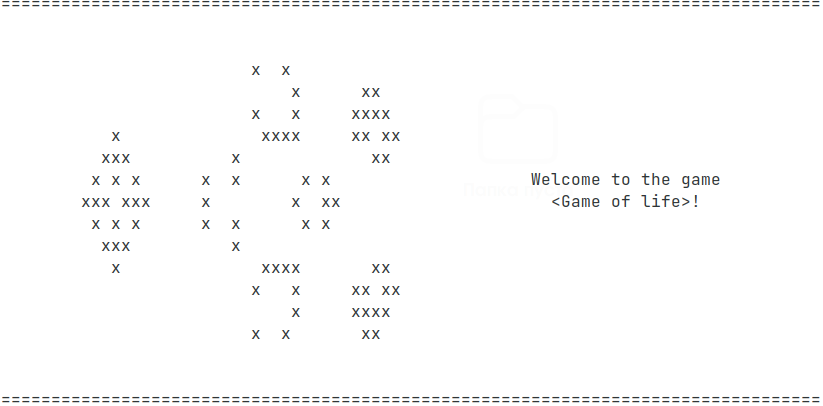 ==================================================================================
x  x
x      xx
x   x     xxxx
x              xxxx     xx xx
xxx          x             xx
x x x      x  x      x x                    Welcome to the game
xxx xxx     x        x  xx                     <Game of life>!
x x x      x  x      x x
xxx          x
x              xxxx       xx
x   x     xx xx
x     xxxx
x  x       xx
==================================================================================